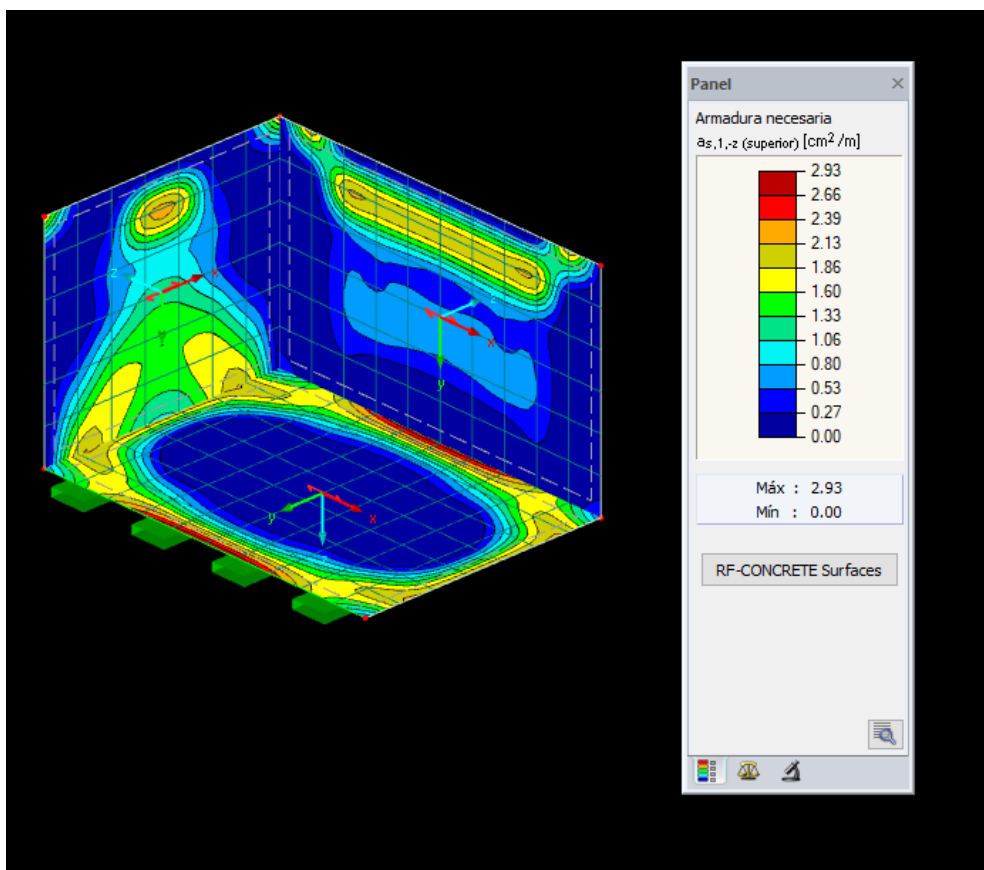 Panel
Armadura necesaria
as,1,-z (superior) [cm2 /m]
2.93
2.66
2.39
2.13
1.86
1.60
1.33
1.06
0.80
0.53
0.27
0.00
Máx : 2.93
Mín : 0.00
RF-CONCRETE Surfaces
z
x
y
z
x
y
y
x